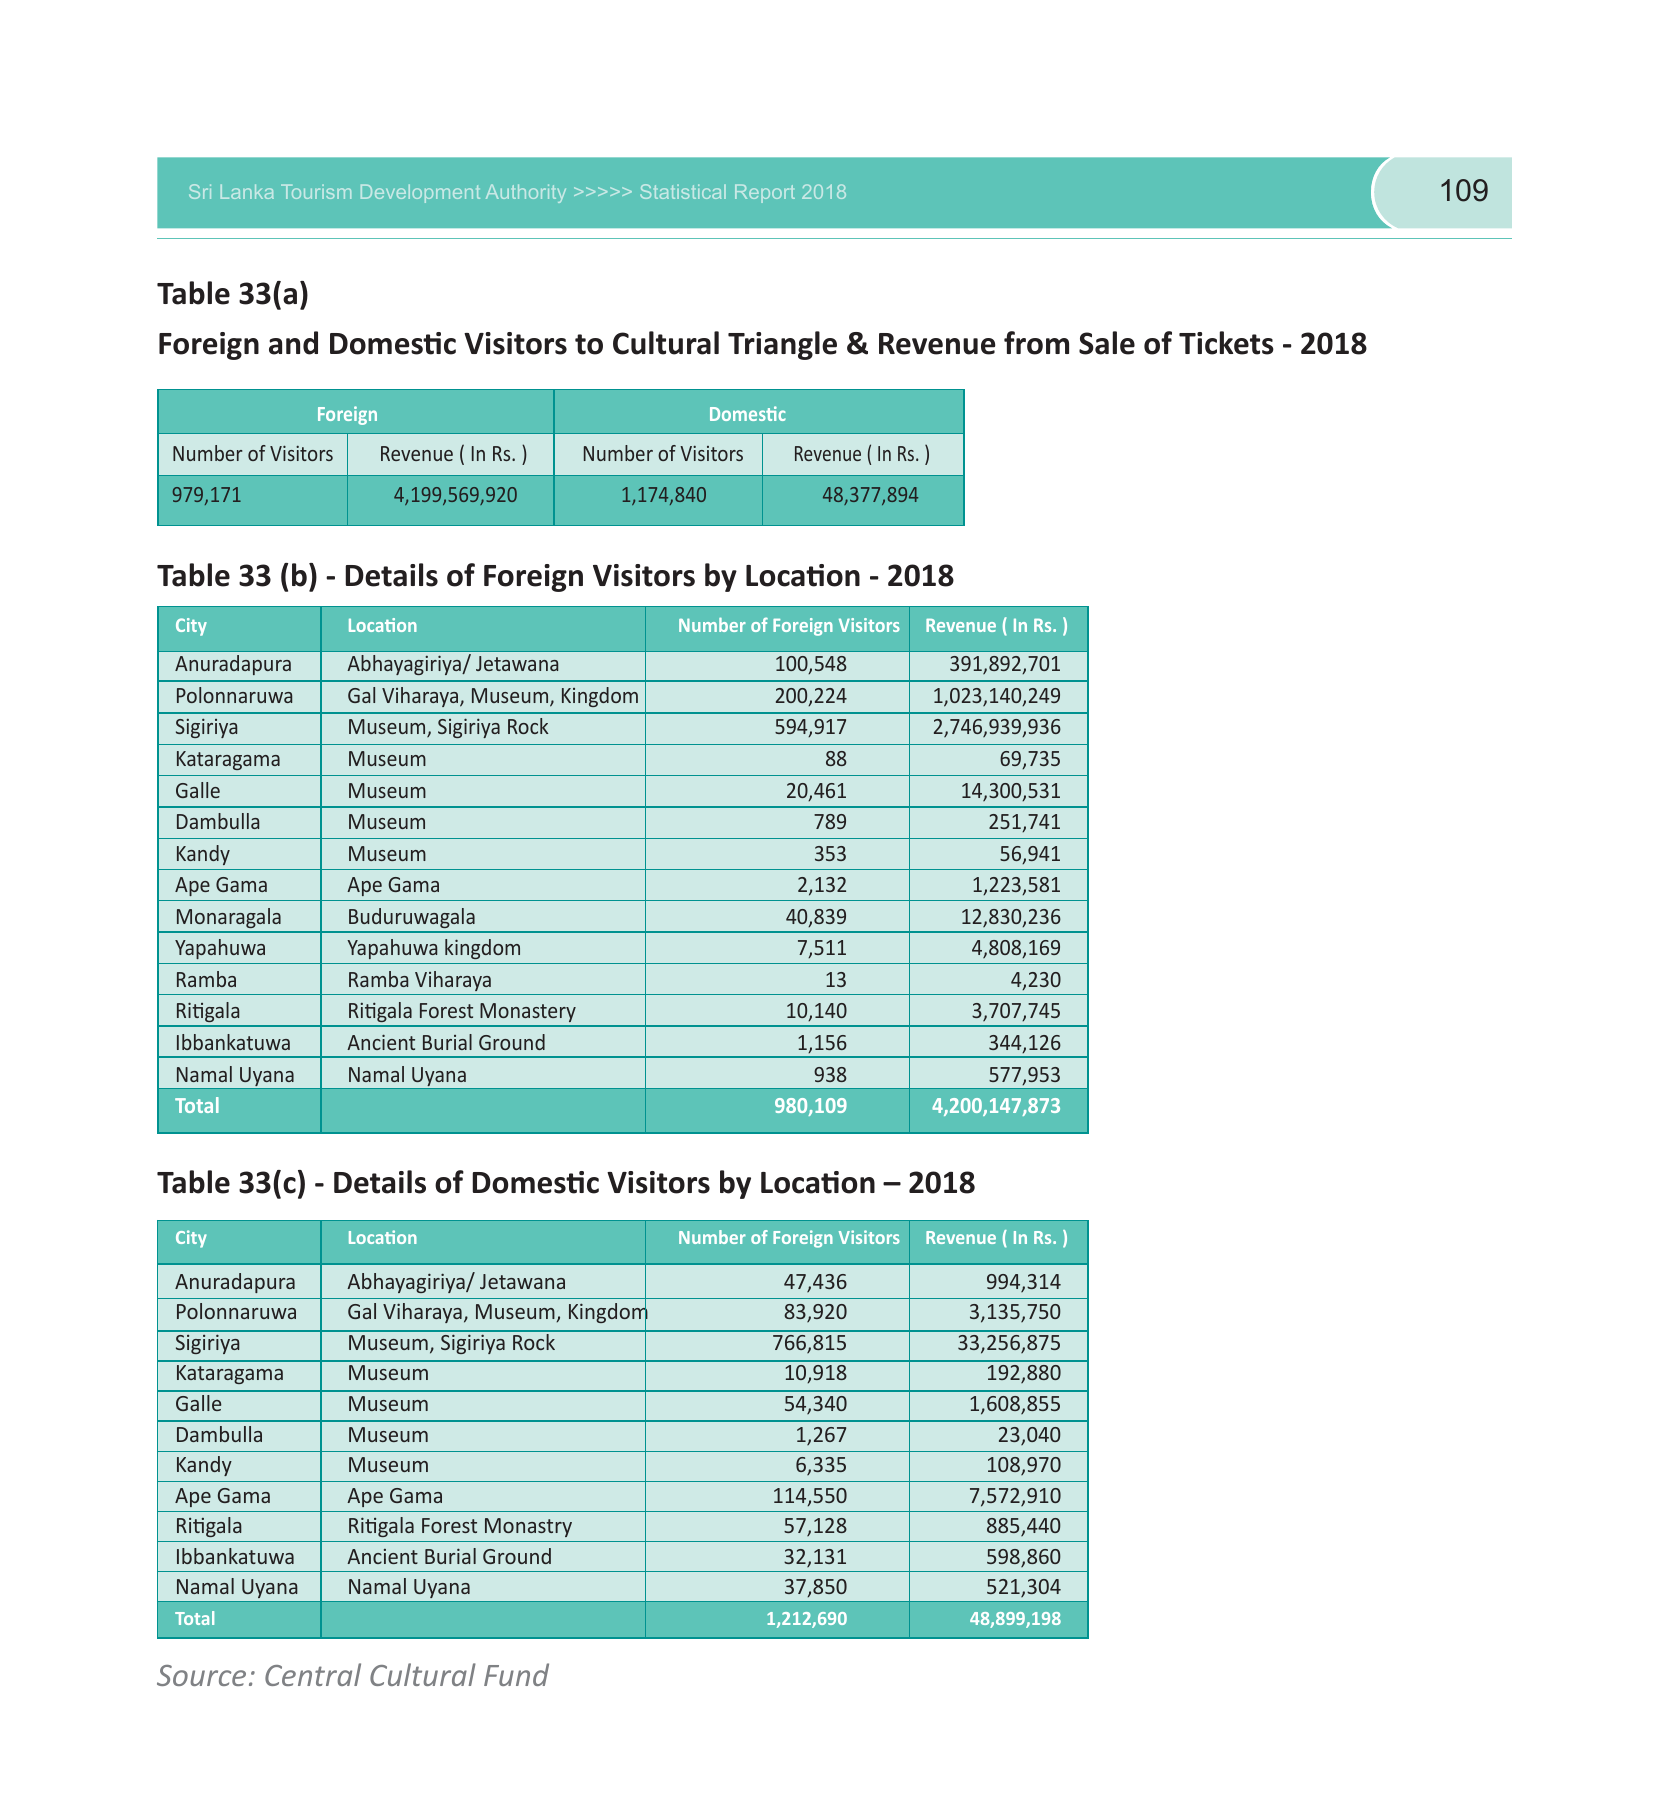 Sri Lanka Tourism Development Authority >>>>> Statistical Report 2018
109
Table 33(a)
Foreign and Domestic Visitors to Cultural Triangle & Revenue from Sale of Tickets - 2018
Foreign Domestic
Number of Visitors Revenue ( In Rs. ) Number of Visitors Revenue ( In Rs. )
979,171 4,199,569,920 1,174,840 48,377,894
Table 33 (b) - Details of Foreign Visitors by Location - 2018
City Location Number of Foreign Visitors Revenue ( In Rs. )
Anuradapura Abhayagiriya/ Jetawana 100,548 391,892,701
Polonnaruwa Gal Viharaya, Museum, Kingdom 200,224 1,023,140,249
Sigiriya Museum, Sigiriya Rock 594,917 2,746,939,936
Kataragama Museum 88 69,735
Galle Museum 20,461 14,300,531
Dambulla Museum 789 251,741
Kandy Museum 353 56,941
Ape Gama Ape Gama 2,132 1,223,581
Monaragala Buduruwagala 40,839 12,830,236
Yapahuwa Yapahuwa kingdom 7,511 4,808,169
Ramba Ramba Viharaya 13 4,230
Ritigala Ritigala Forest Monastery 10,140 3,707,745
Ibbankatuwa Ancient Burial Ground 1,156 344,126
Namal Uyana Namal Uyana 938 577,953
Total 980,109 4,200,147,873
Table 33(c) - Details of Domestic Visitors by Location – 2018
City Location Number of Foreign Visitors Revenue ( In Rs. )
Anuradapura Abhayagiriya/ Jetawana 47,436 994,314
Polonnaruwa Gal Viharaya, Museum, Kingdom 83,920 3,135,750
Sigiriya Museum, Sigiriya Rock 766,815 33,256,875
Kataragama Museum 10,918 192,880
Galle Museum 54,340 1,608,855
Dambulla Museum 1,267 23,040
Kandy Museum 6,335 108,970
Ape Gama Ape Gama 114,550 7,572,910
Ritigala Ritigala Forest Monastry 57,128 885,440
Ibbankatuwa Ancient Burial Ground 32,131 598,860
Namal Uyana Namal Uyana 37,850 521,304
Total 1,212,690 48,899,198
Source: Central Cultural Fund